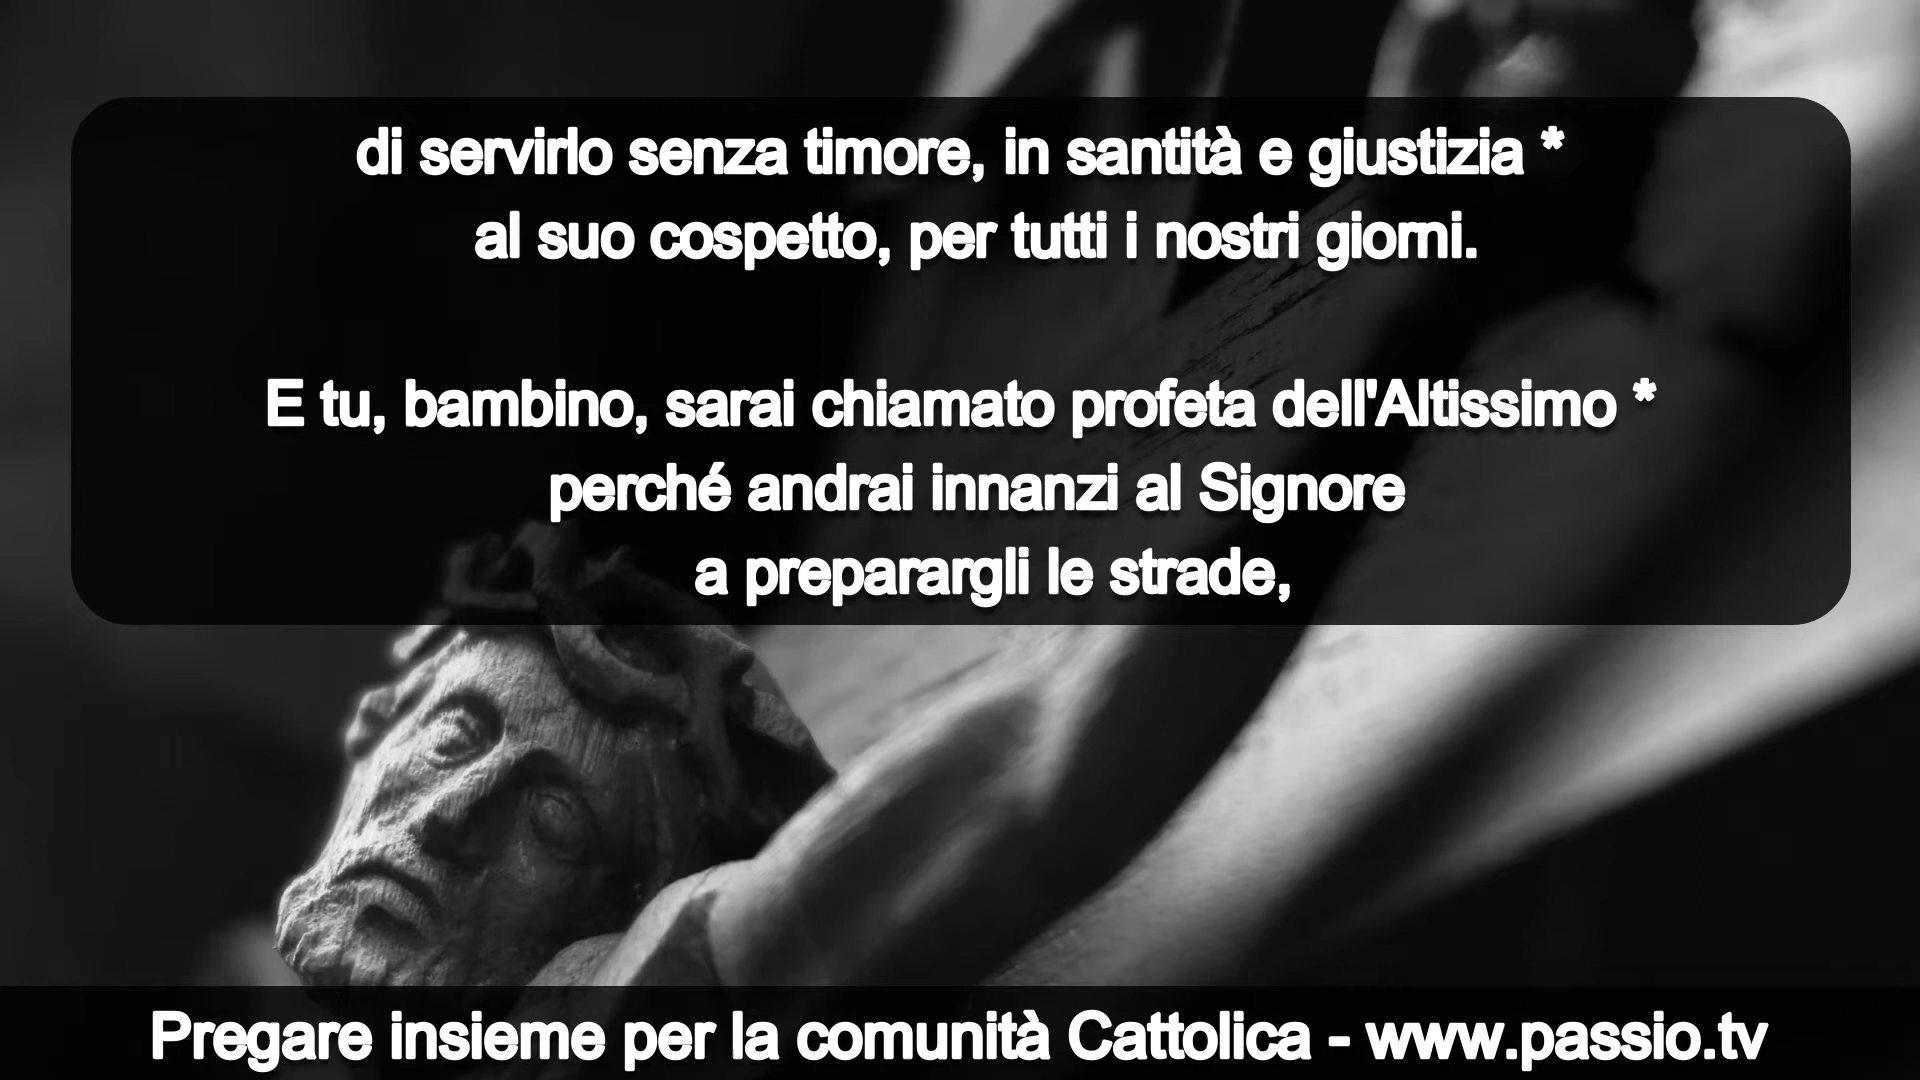 di servirlo senza timore, in santità e giustizia *
al suo cospetto, per tutti i nostri giorni.
E tu, bambino, sarai chiamato profeta dell'Altissimo *
perché andrai innanzi al Signore
a preparargli le strade,
Pregare insieme per la comunità Cattolica - www.passio.tv